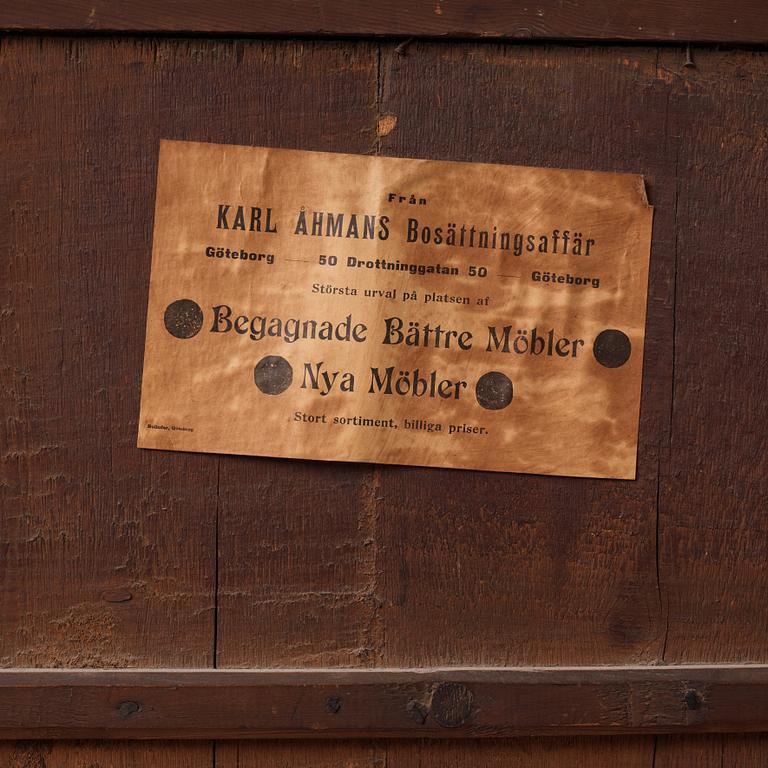 Från
KARL ÅHMANS Bosättningsaffär
Göteborg — 50 Drottninggatan 50 — Göteborg
Största urval på platsen af
Begagnade Bättre Möbler
Nya Möbler
Stort sortiment, billiga priser.
Göteborg